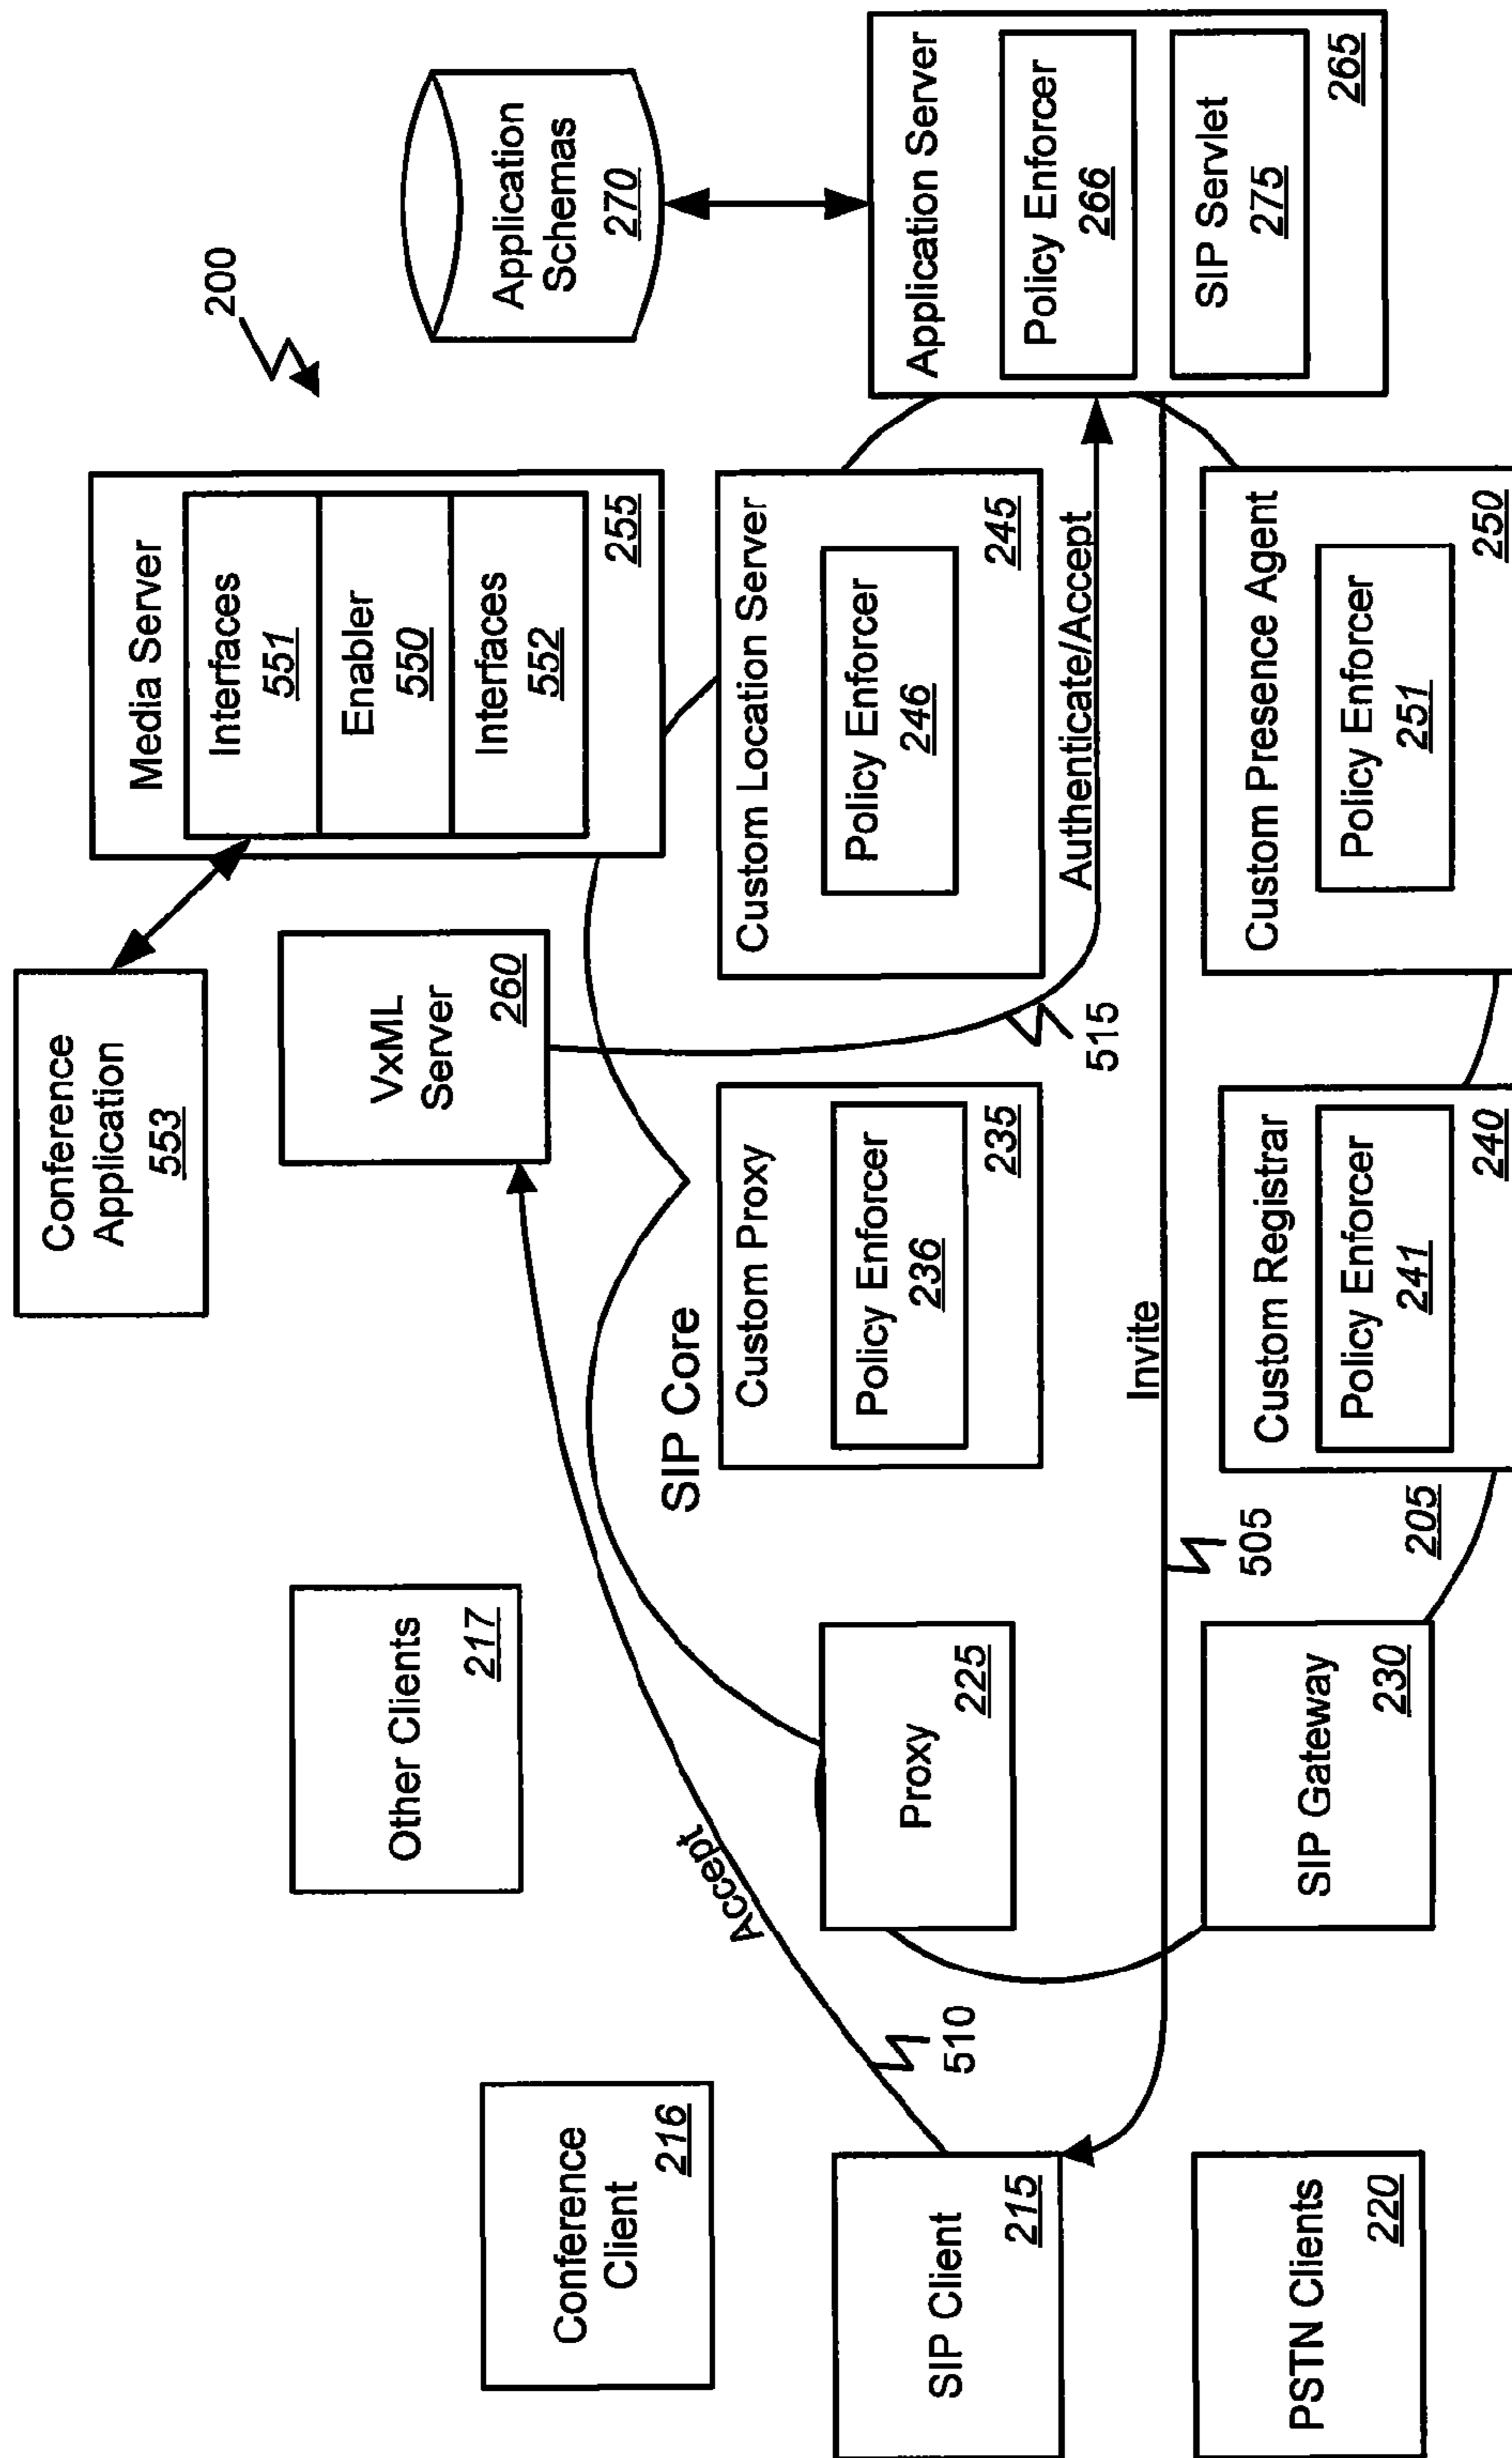 200
Conference
Application
553
Media Server
Interfaces
551
Enabler
550
Interfaces
552
255
Application
Schemas
270
Other Clients
217
VxML
Server
260
Conference
Client
216
SIP Core
Accept
510
SIP Client
215
Proxy
225
Custom Proxy
Policy Enforcer
236
235
Custom Location Server
Policy Enforcer
246
245
Application Server
Policy Enforcer
266
SIP Servlet
275
265
515
Authenticate/Accept
Invite
505
PSTN Clients
220
SIP Gateway
230
205
Custom Registrar
Policy Enforcer
241
240
Custom Presence Agent
Policy Enforcer
251
250